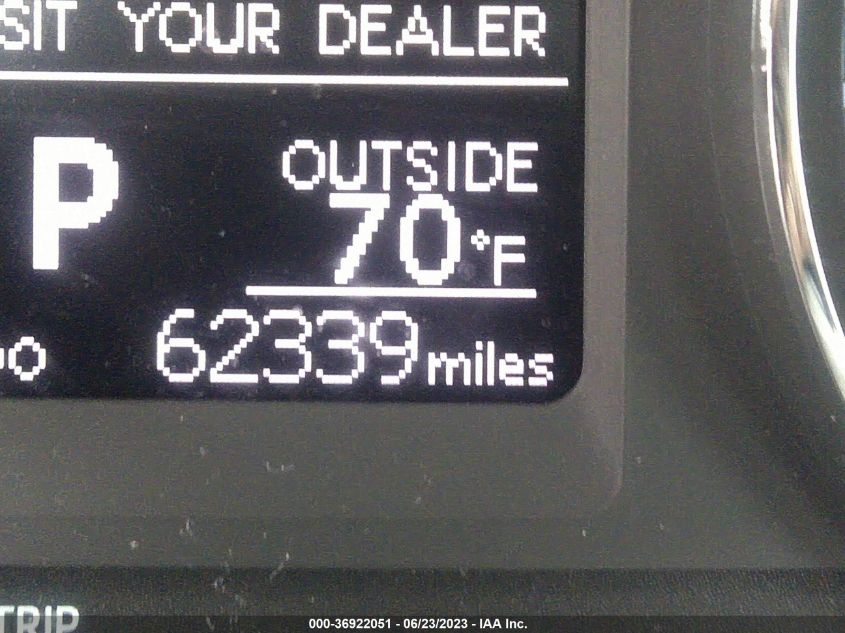 SIT YOUR DEALER
P
OUTSIDE
70°F
62339 miles
TRIP
000-36922051 - 06/23/2023 - IAA Inc.